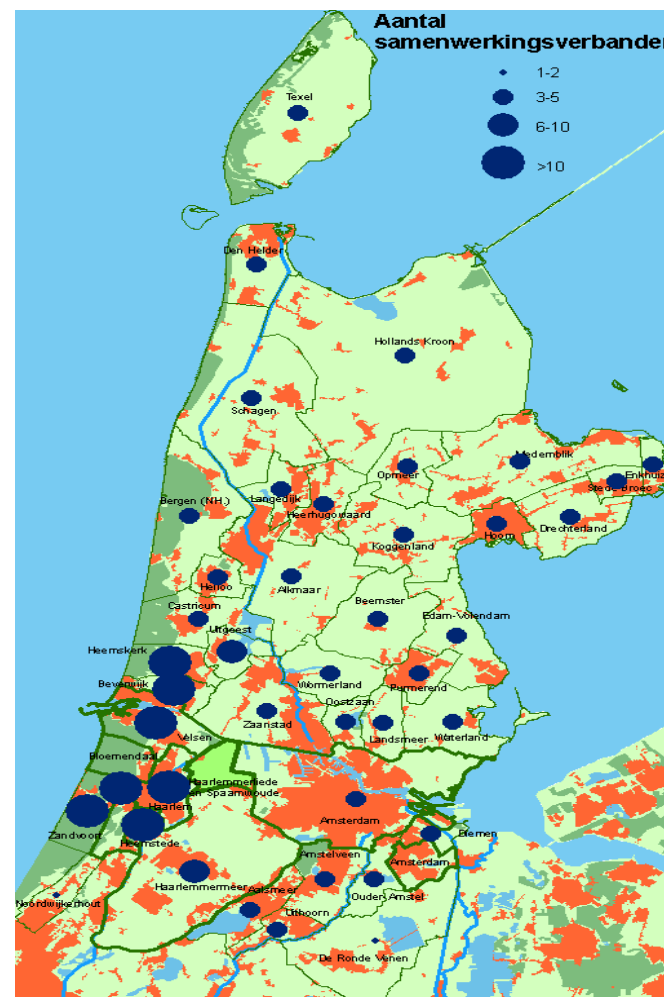 Aantal
samenwerkingsverbanden
1-2
3-5
6-10
>10
Texel
Den Helder
Hollands Kroon
Schagen
Medemblik
Opmeer
Enkhuiz
Stede Broec
Langedijk
Bergen (NH.)
Heerhugowaard
Hoorn
Drechterland
Koggenland
Heiloo
Alkmaar
Beemster
Castricum
Edam-Volendam
Uitgeest
Heemskerk
Beverwijk
Wormerland
Purmerend
Oostzaan
Zaanstad
Landsmeer
Waterland
Velsen
Bloemendaal
Haarlemmerliede
en Spaarnwoude
Haarlem
Amsterdam
Zandvoort
Heemstede
Diemen
Amstelveen
Amsterdam
Haarlemmermeer
Aalsmeer
Ouder-Amstel
Noordwijkerhout
Uithoorn
De Ronde Venen